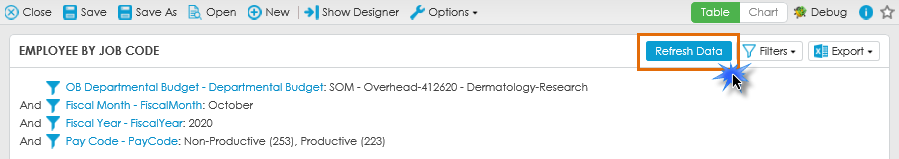 Close Save Save As Open New Show Designer Options Table Chart Debug
EMPLOYEE BY JOB CODE Refresh Data Filters Export
OB Departmental Budget - Departmental Budget: SOM - Overhead-412620 - Dermatology-Research
And Fiscal Month - FiscalMonth: October
And Fiscal Year - FiscalYear: 2020
And Pay Code - PayCode: Non-Productive (253), Productive (223)